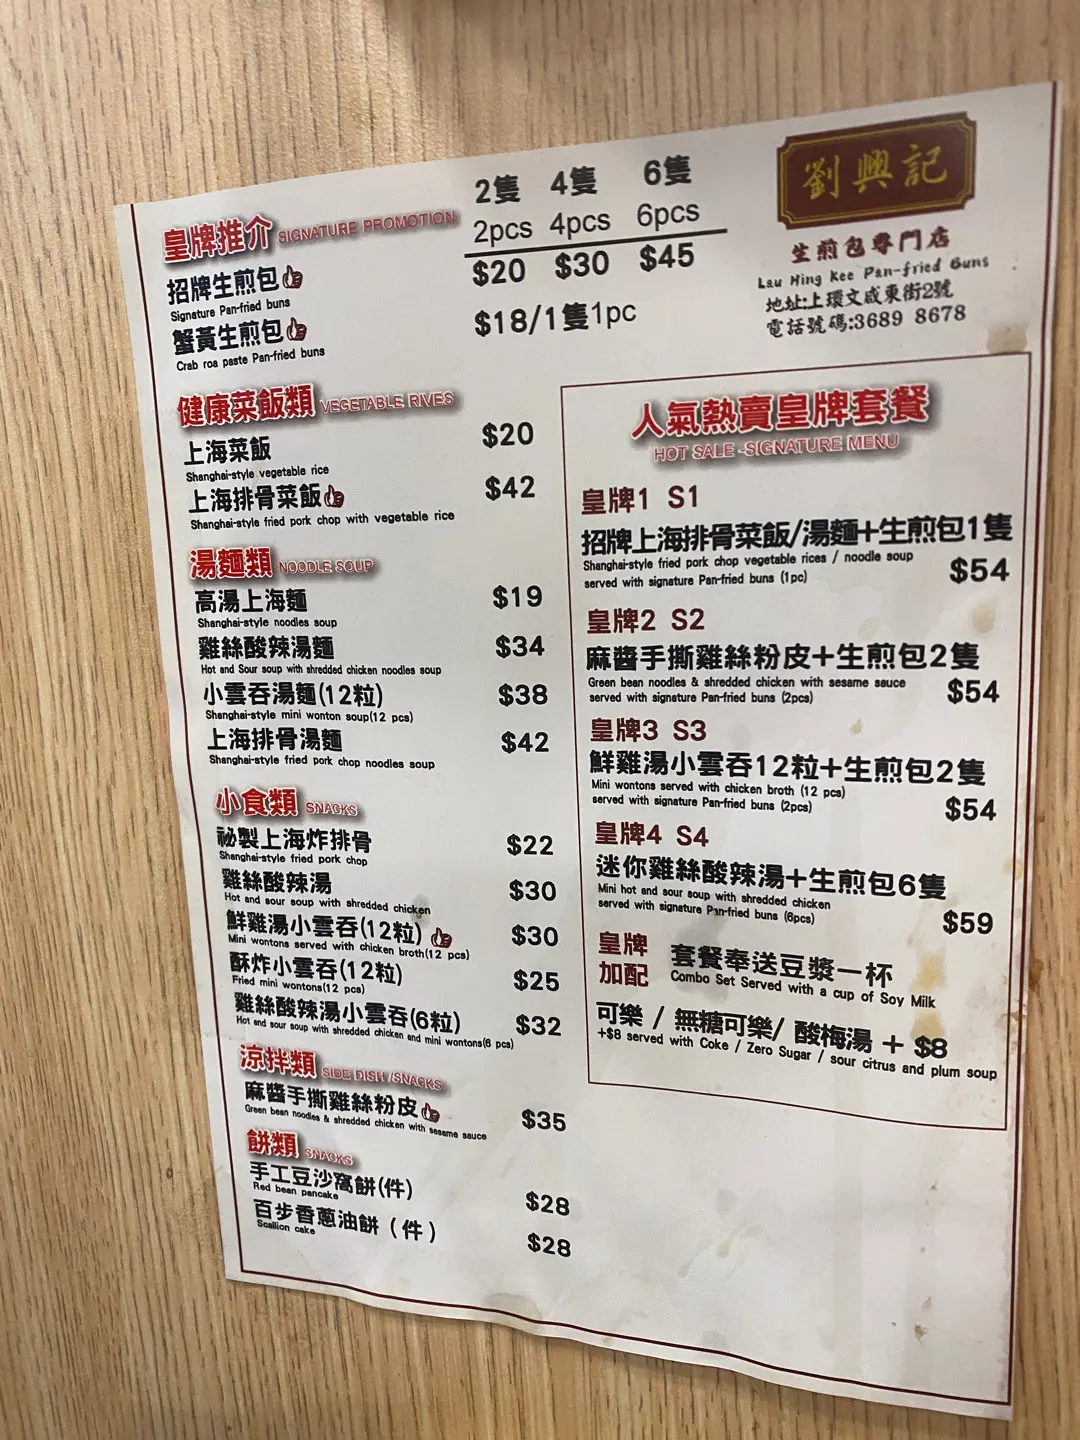 劉興記
生煎包專門店
Lau Hing Kee Pan-fried Buns
地址:上環文咸東街2號
電話號碼:3689 8678
2隻 4隻 6隻
皇牌推介 SIGNATURE PROMOTION 2pcs 4pcs 6pcs
招牌生煎包 $20 $30 $45
Signature Pan-fried buns
蟹黃生煎包 $18/1隻1pc
Crab roa paste Pan-fried buns
健康菜飯類 VEGETABLE RIVES
上海菜飯 $20
Shanghai-style vegetable rice
上海排骨菜飯 $42
Shanghai-style fried pork chop with vegetable rice
湯麵類 NOODLE SOUP
高湯上海麵 $19
Shanghai-style noodles soup
雞絲酸辣湯麵 $34
Hot and Sour soup with shredded chicken noodles soup
小雲吞湯麵(12粒) $38
Shanghai-style mini wonton soup(12 pcs)
上海排骨湯麵 $42
Shanghai-style fried pork chop noodles soup
小食類 SNACKS
祕製上海炸排骨 $22
Shanghai-style fried pork chop
雞絲酸辣湯 $30
Hot and sour soup with shredded chicken
鮮雞湯小雲吞(12粒) $30
Mini wontons served with chicken broth(12 pcs)
酥炸小雲吞(12粒) $25
Fried mini wontons(12 pcs)
雞絲酸辣湯小雲吞(6粒) $32
Hot and sour soup with shredded chicken and mini wontons(6 pcs)
涼拌類 SIDE DISH/SNACKS
麻醬手撕雞絲粉皮 $35
Green bean noodles & shredded chicken with sesame sauce
餅類 SNACKS
手工豆沙窩餅(件) $28
Red bean pancake
百步香蔥油餅（件） $28
Scallion cake
人氣熱賣皇牌套餐
HOT SALE -SIGNATURE MENU
皇牌1 S1
招牌上海排骨菜飯/湯麵+生煎包1隻
Shanghai-style fried pork chop vegetable rices / noodle soup
served with signature Pan-fried buns (1pc) $54
皇牌2 S2
麻醬手撕雞絲粉皮+生煎包2隻
Green bean noodles & shredded chicken with sesame sauce
served with signature Pan-fried buns (2pcs) $54
皇牌3 S3
鮮雞湯小雲吞12粒+生煎包2隻
Mini wontons served with chicken broth (12 pcs)
served with signature Pan-fried buns (2pcs) $54
皇牌4 S4
迷你雞絲酸辣湯+生煎包6隻
Mini hot and sour soup with shredded chicken
served with signature Pan-fried buns (6pcs) $59
皇牌加配 套餐奉送豆漿一杯
Combo Set Served with a cup of Soy Milk
可樂 / 無糖可樂/ 酸梅湯 + $8
+$8 served with Coke / Zero Sugar / sour citrus and plum soup